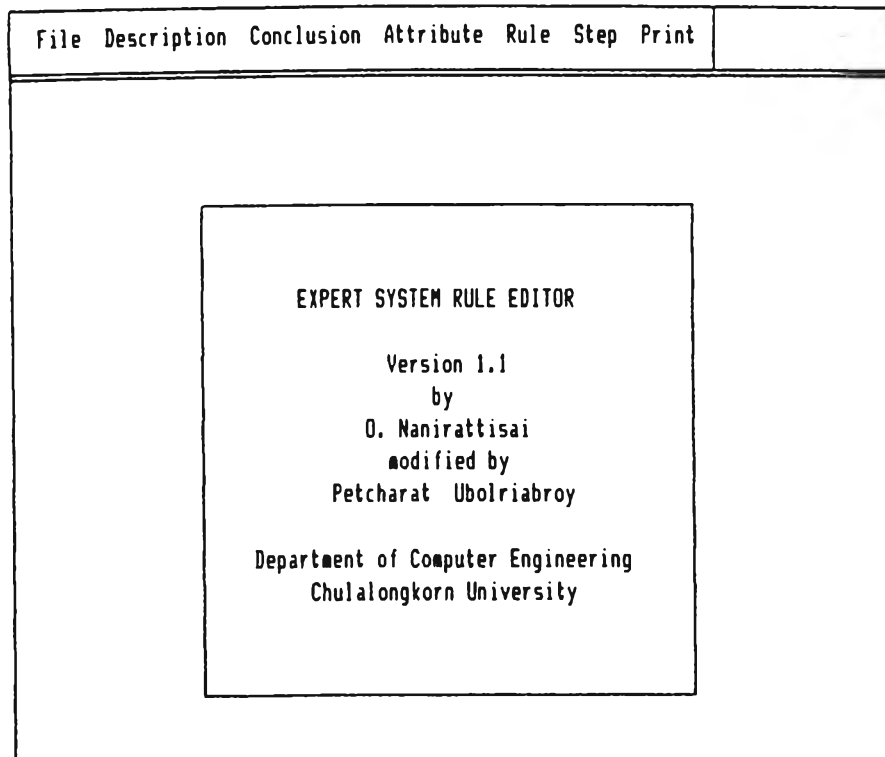 File Description Conclusion Attribute Rule Step Print
EXPERT SYSTEM RULE EDITOR
Version 1.1
by
O. Nanirattisai
modified by
Petcharat Ubolriabroy
Department of Computer Engineering
Chulalongkorn University